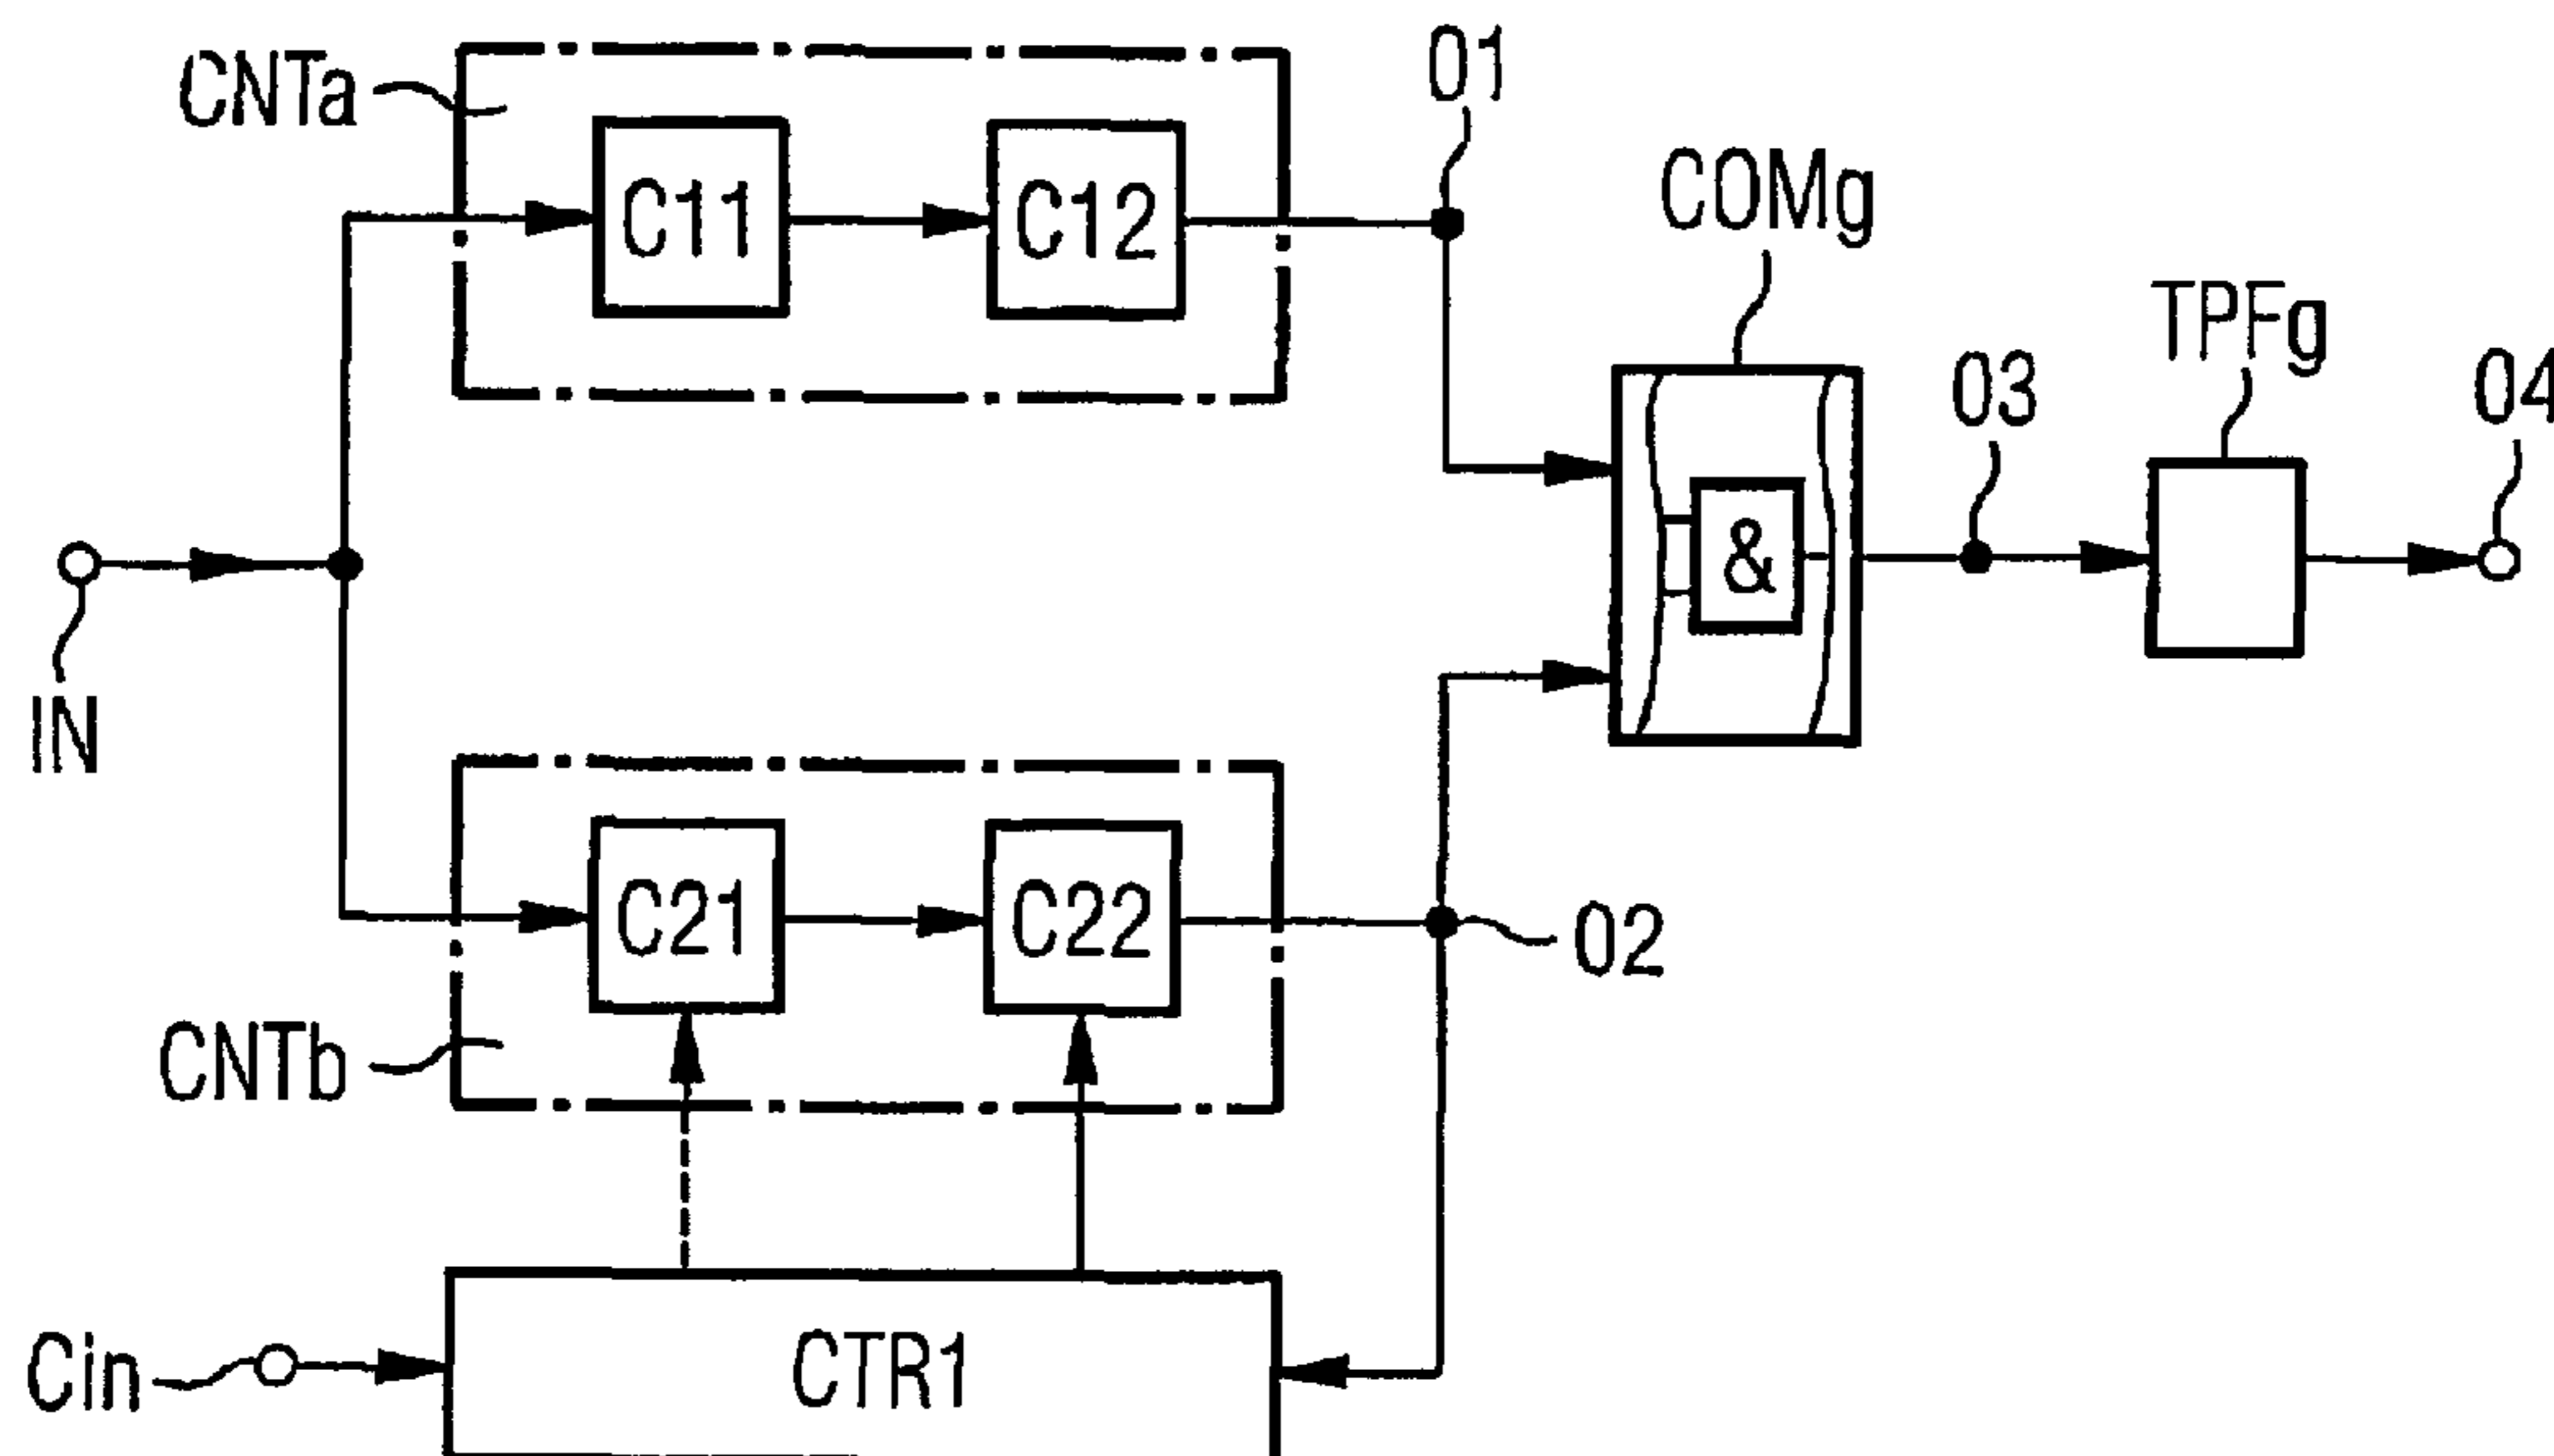 CNTa
C11
C12
01
COMg
TPFg
03
04
&
IN
C21
C22
02
CNTb
Cin
CTR1